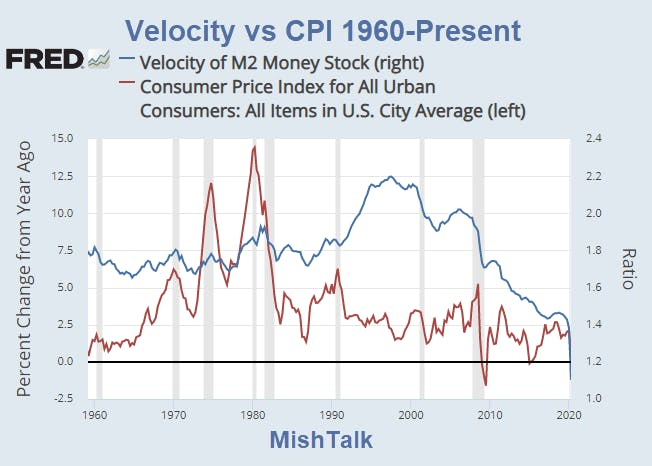 Velocity vs CPI 1960-Present
FRED
Velocity of M2 Money Stock (right)
Consumer Price Index for All Urban
Consumers: All Items in U.S. City Average (left)
Percent Change from Year Ago
15.0
12.5
10.0
7.5
5.0
2.5
0.0
-2.5
2.4
2.2
2.0
1.8
1.6
1.4
1.2
1.0
Ratio
1960
1970
1980
1990
2000
2010
2020
MishTalk